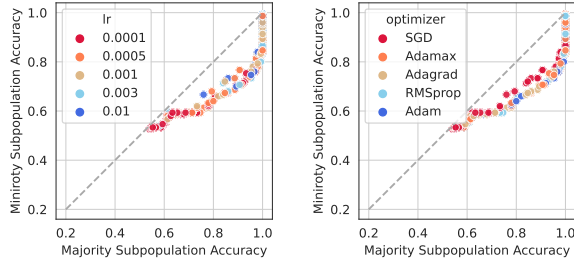 Miniroty Subpopulation Accuracy
1.0
0.8
0.6
0.4
0.2
lr
0.0001
0.0005
0.001
0.003
0.01
0.2 0.4 0.6 0.8 1.0
Majority Subpopulation Accuracy
Miniroty Subpopulation Accuracy
1.0
0.8
0.6
0.4
0.2
optimizer
SGD
Adamax
Adagrad
RMSprop
Adam
0.2 0.4 0.6 0.8 1.0
Majority Subpopulation Accuracy